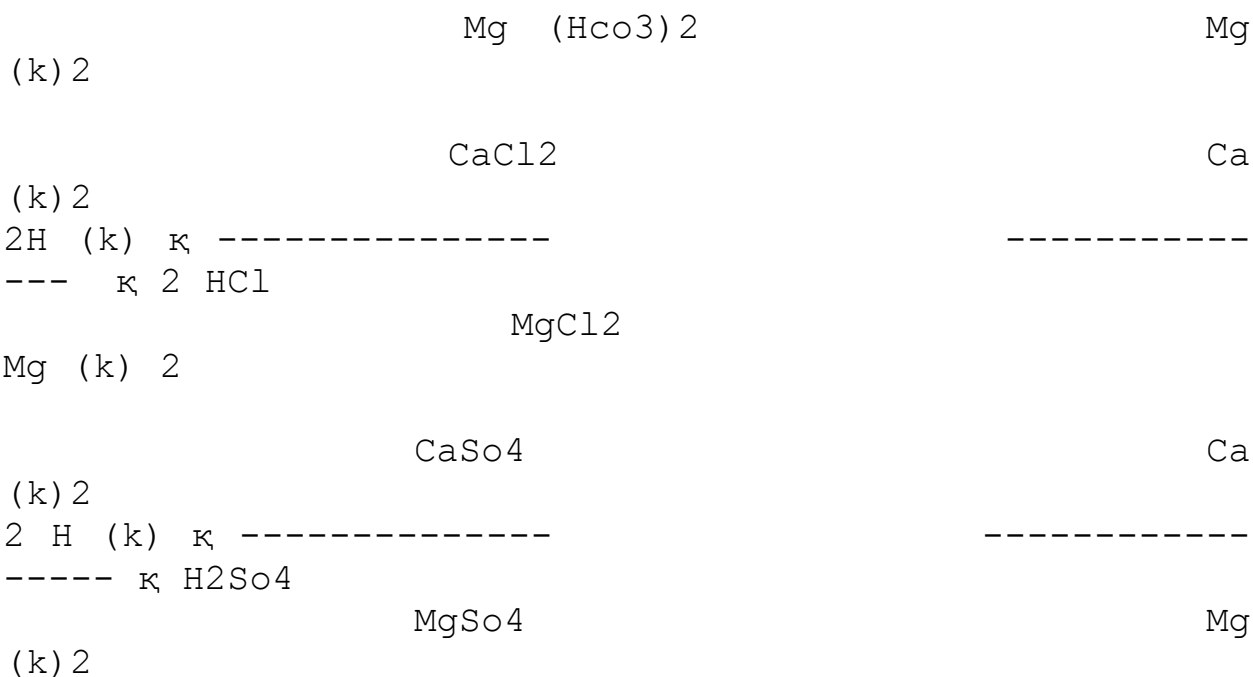 Mg (Hco3)2 Mg
(k)2
CaCl2 Ca
(k)2
2H (k) қ --------------- -----------
--- қ 2 HCl
MgCl2
Mg (k) 2
CaSo4 Ca
(k)2
2 H (k) қ -------------- ------------
----- қ H2So4
MgSo4 Mg
(k)2